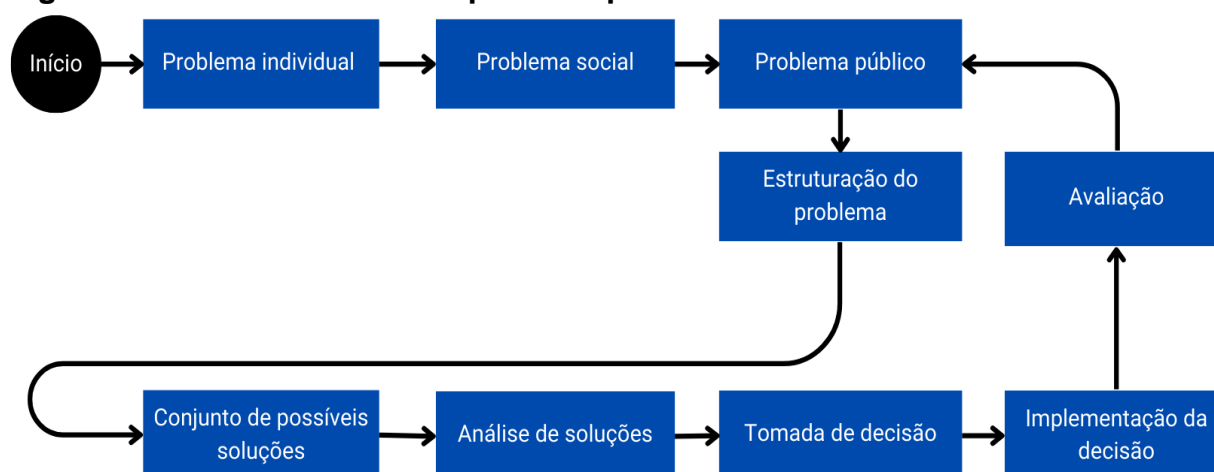 Início
Problema individual
Problema social
Problema público
Estruturação do
problema
Avaliação
Conjunto de possíveis
soluções
Análise de soluções
Tomada de decisão
Implementação da
decisão